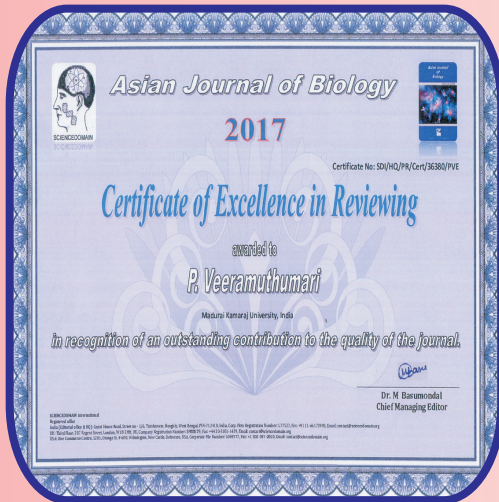 Asian Journal of Biology
2017
SCIENCEDOMAIN
Certificate No: SDI/HQ/PR/Cert/36380/PVE
Certificate of Excellence in Reviewing
awarded to
P. Veeramuthumari
Madurai Kamaraj University, India
in recognition of an outstanding contribution to the quality of the journal.
Dr. M Basumondal
Chief Managing Editor
SCIENCEDOMAIN international
Registered offices